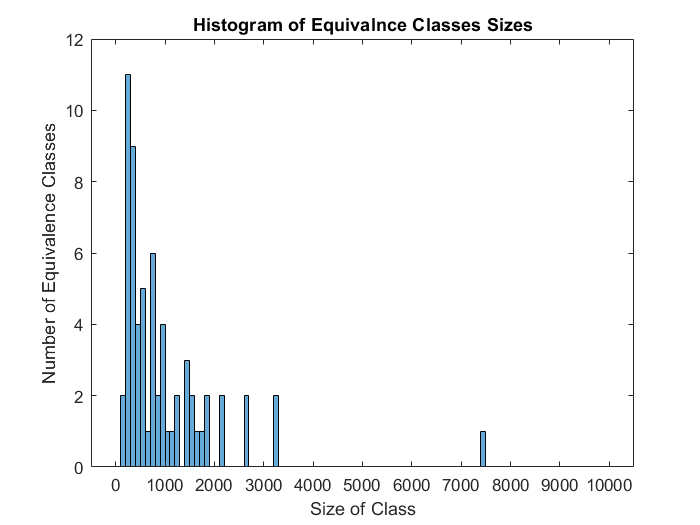 Histogram of Equivalnce Classes Sizes
12
10
8
6
4
2
0
Number of Equivalence Classes
0 1000 2000 3000 4000 5000 6000 7000 8000 9000 10000
Size of Class